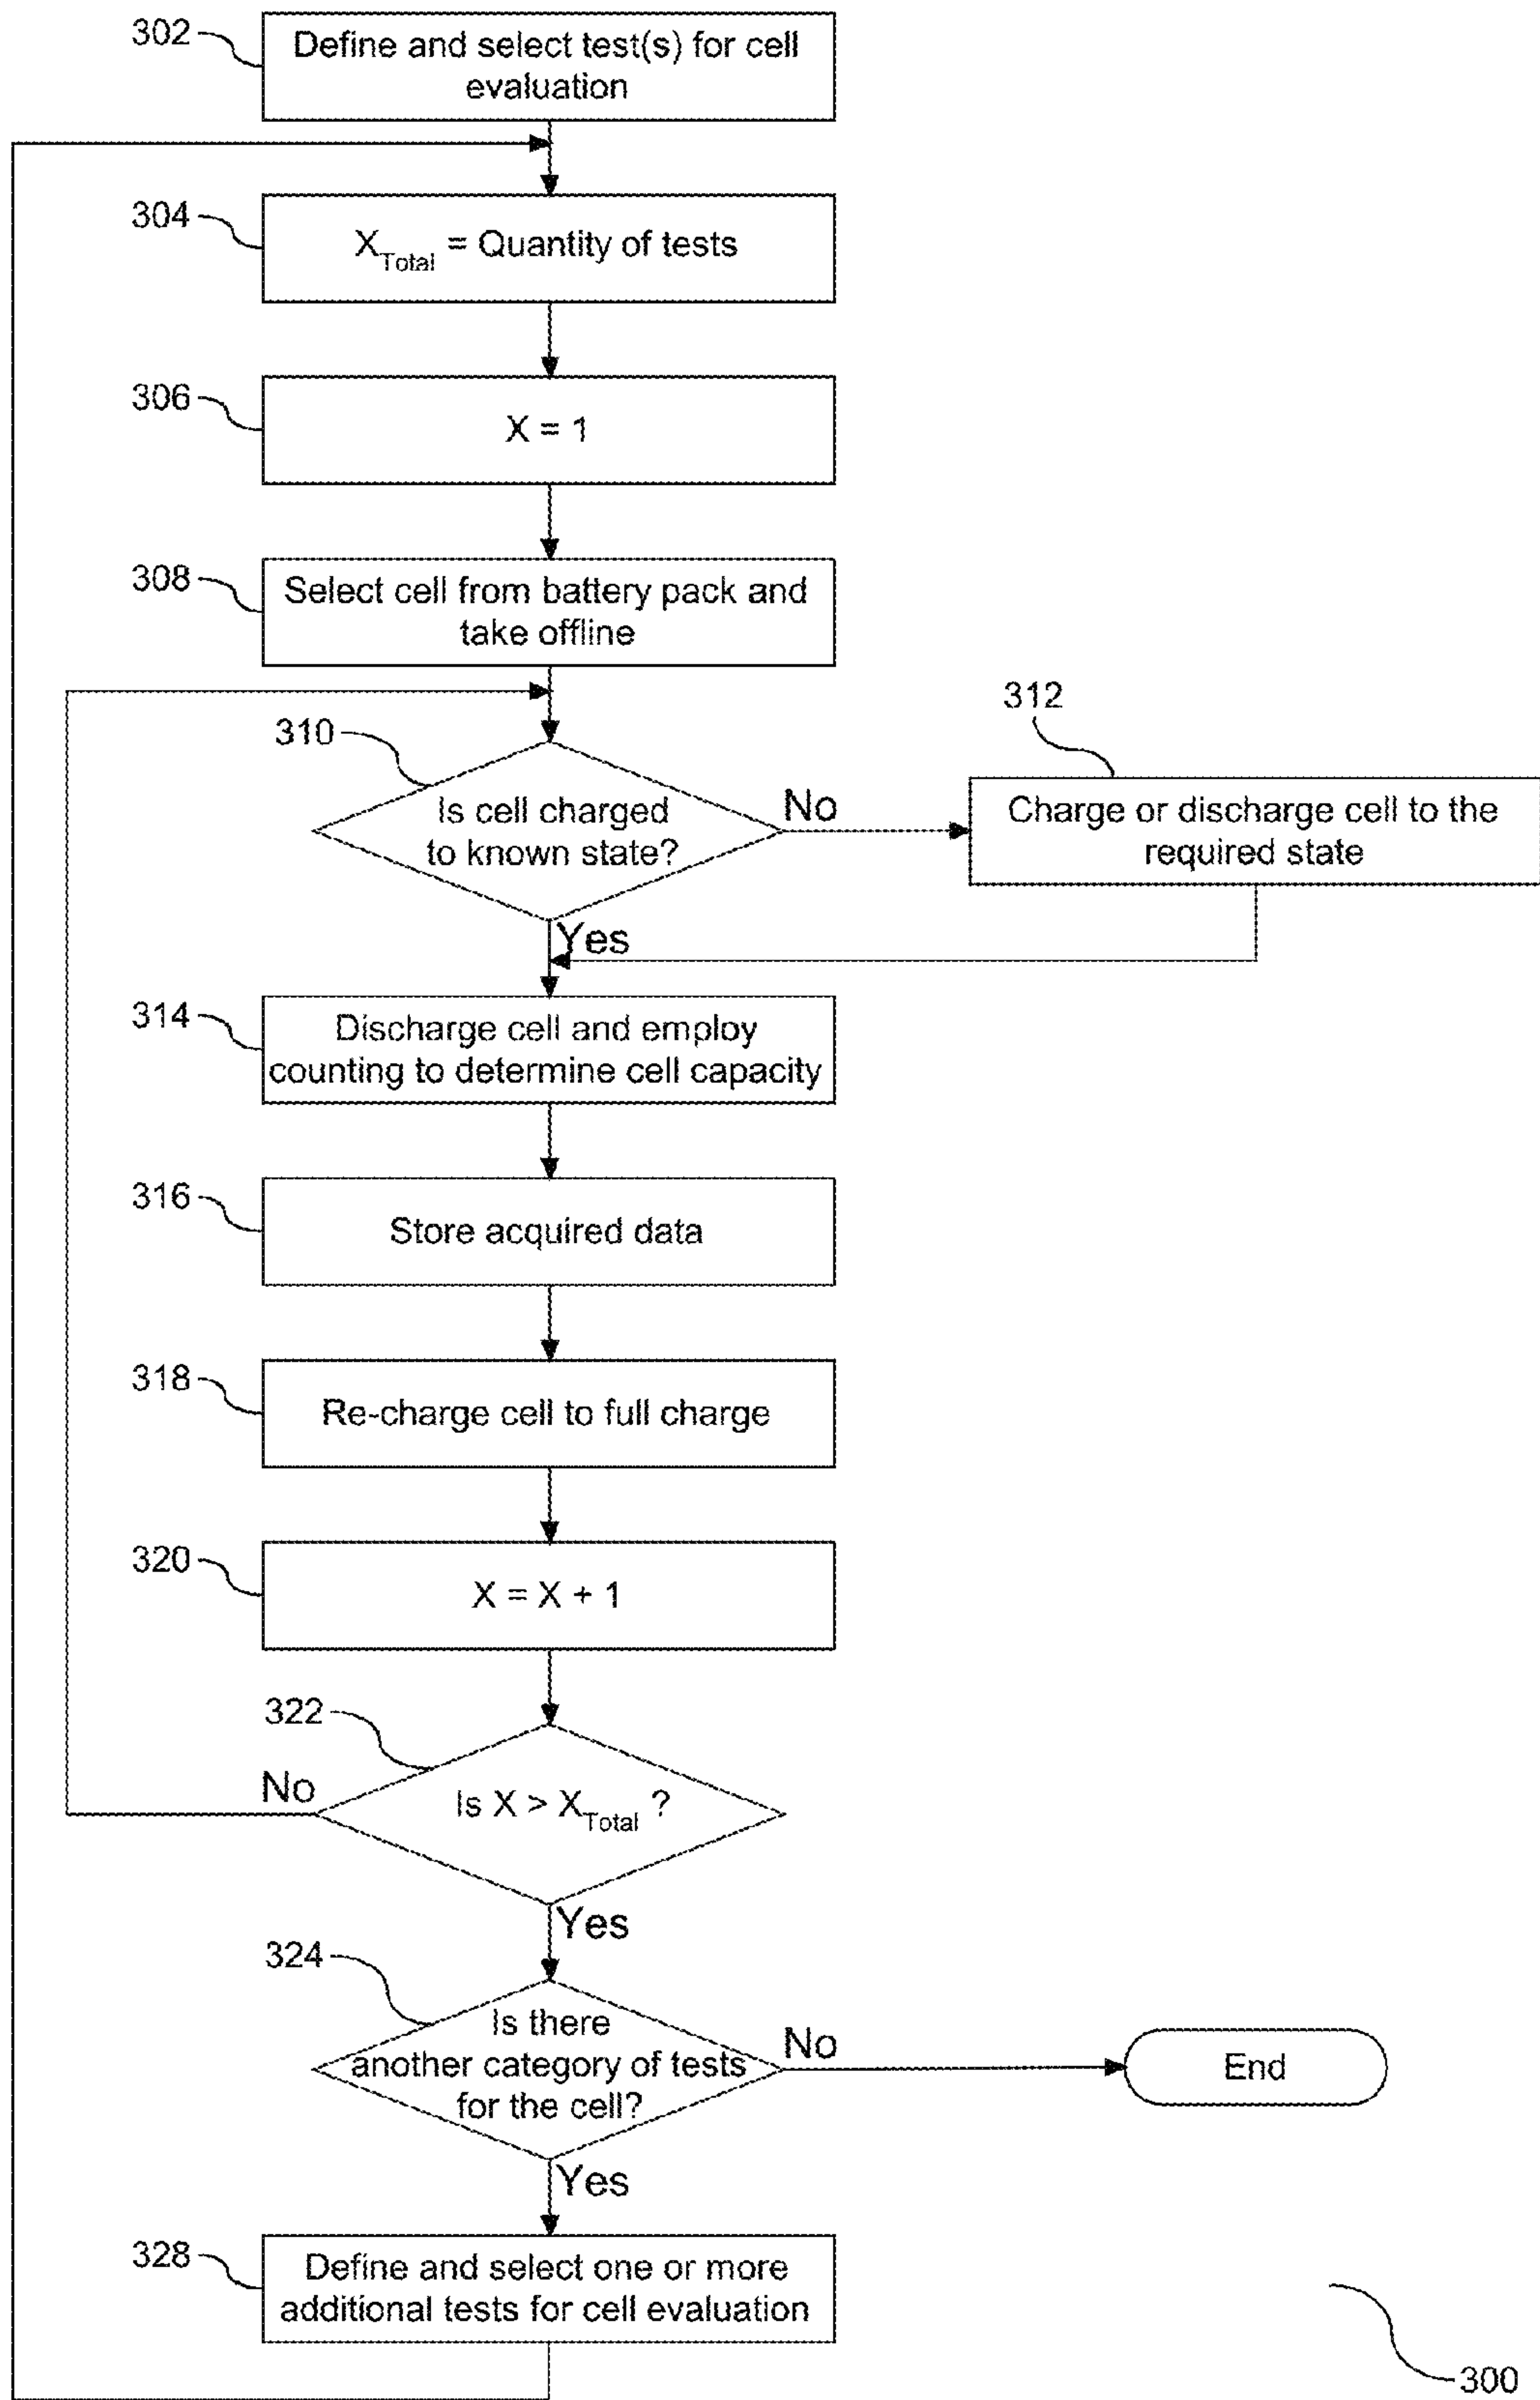 302
Define and select test(s) for cell
evaluation
304
X_Total = Quantity of tests
306
X = 1
308
Select cell from battery pack and
take offline
310
Is cell charged
to known state?
No
312
Charge or discharge cell to the
required state
Yes
314
Discharge cell and employ
counting to determine cell capacity
316
Store acquired data
318
Re-charge cell to full charge
320
X = X + 1
322
No
Is X > X_Total ?
Yes
324
Is there
another category of tests
for the cell?
No
End
Yes
328
Define and select one or more
additional tests for cell evaluation
300